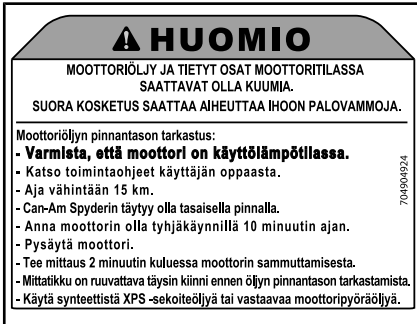 HUOMIO
MOOTTORIÖLJY JA TIETYT OSAT MOOTTORITILASSA
SAATTAVAT OLLA KUUMIA.
SUORA KOSKETUS SAATTAA AIHEUTTAA IHOON PALOVAMMOJA.
Moottoriöljyn pinnantason tarkastus:
- Varmista, että moottori on käyttölämpötilassa.
- Katso toimintaohjeet käyttäjän oppaasta.
- Aja vähintään 15 km.
- Can-Am Spyderin täytyy olla tasaisella pinnalla.
- Anna moottorin olla tyhjäkäynnillä 10 minuutin ajan.
- Pysäytä moottori.
- Tee mittaus 2 minuutin kuluessa moottorin sammuttamisesta.
- Mittatikku on ruuvattava täysin kiinni ennen öljyn pinnantason tarkastamista.
- Käytä synteettistä XPS -sekoiteöljyä tai vastaavaa moottoripyöräöljyä.
704904924